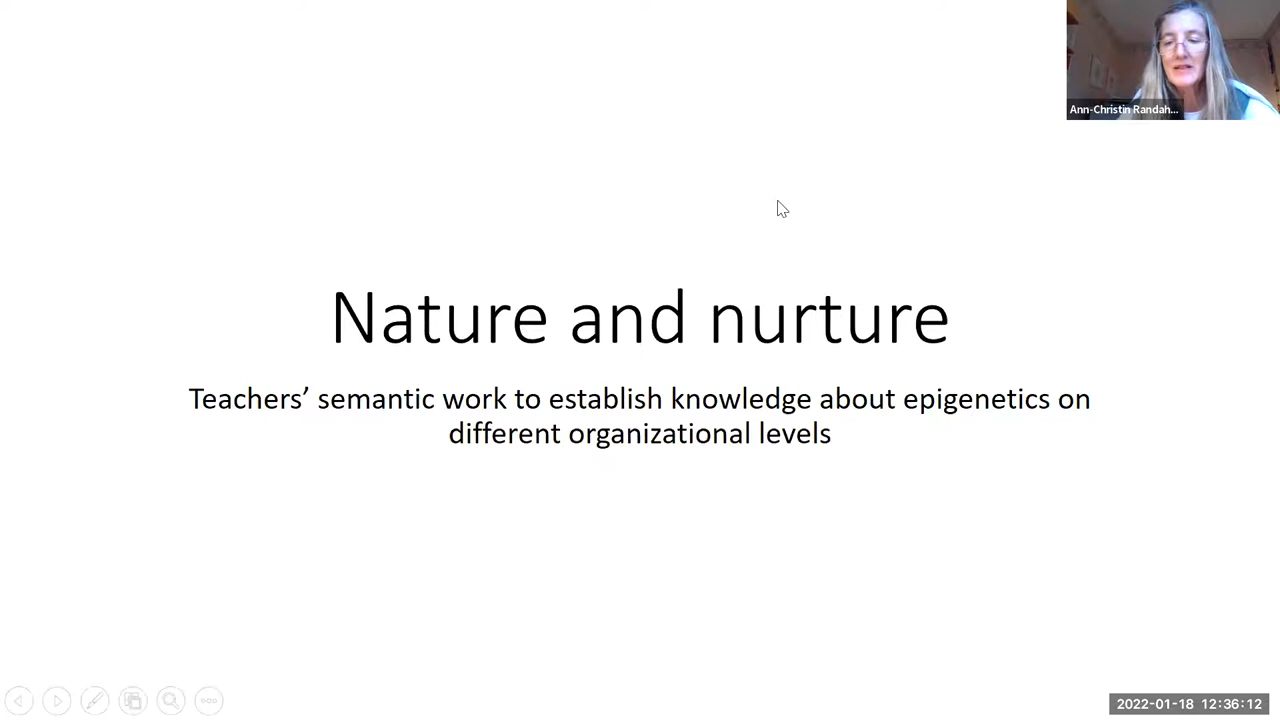 Ann-Christin Randah...
Nature and nurture
Teachers’ semantic work to establish knowledge about epigenetics on
different organizational levels
2022-01-18 12:36:12